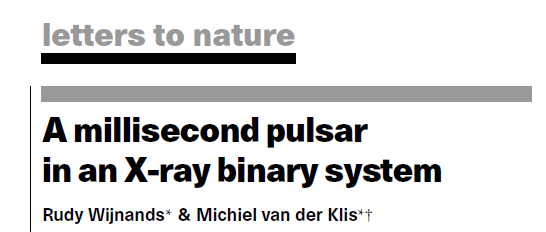 letters to nature
A millisecond pulsar
in an X-ray binary system
Rudy Wijnands* & Michiel van der Klis*†